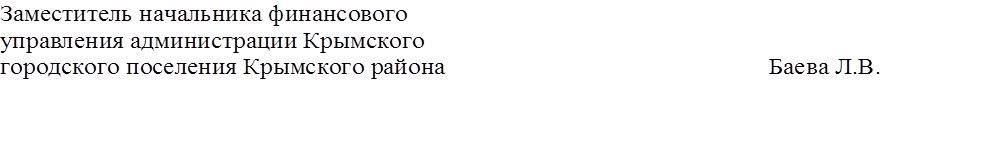 Заместитель начальника финансового
управления администрации Крымского
городского поселения Крымского района Баева Л.В.